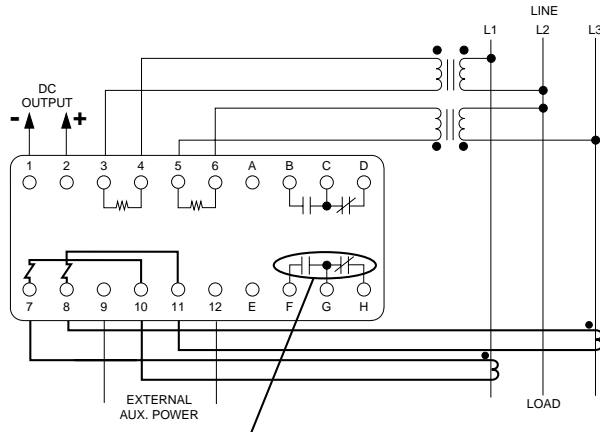 LINE
L1 L2 L3
DC
OUTPUT
- +
1 2 3 4 5 6 A B C D
7 8 9 10 11 12 E F G H
EXTERNAL
AUX. POWER
LOAD